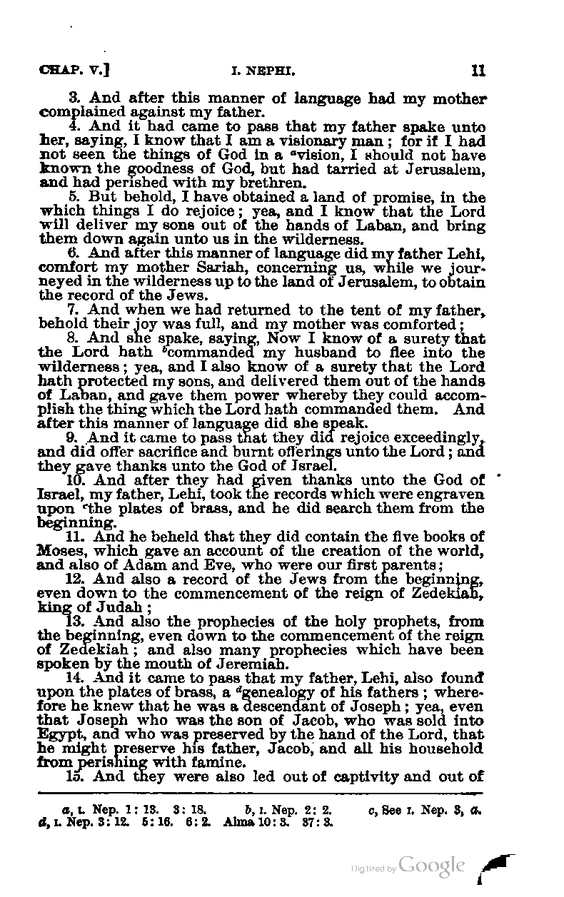 CHAP. V.] I. NEPHI. 11
3. And after this manner of language had my mother
complained against my father.
4. And it had came to pass that my father spake unto
her, saying, I know that I am a visionary man; for if I had
not seen the things of God in a ᵃvision, I should not have
known the goodness of God, but had tarried at Jerusalem,
and had perished with my brethren.
5. But behold, I have obtained a land of promise, in the
which things I do rejoice; yea, and I know that the Lord
will deliver my sons out of the hands of Laban, and bring
them down again unto us in the wilderness.
6. And after this manner of language did my father Lehi,
comfort my mother Sariah, concerning us, while we jour-
neyed in the wilderness up to the land of Jerusalem, to obtain
the record of the Jews.
7. And when we had returned to the tent of my father,
behold their joy was full, and my mother was comforted;
8. And she spake, saying, Now I know of a surety that
the Lord hath ᵇcommanded my husband to flee into the
wilderness; yea, and I also know of a surety that the Lord
hath protected my sons, and delivered them out of the hands
of Laban, and gave them power whereby they could accom-
plish the thing which the Lord hath commanded them. And
after this manner of language did she speak.
9. And it came to pass that they did rejoice exceedingly,
and did offer sacrifice and burnt offerings unto the Lord; and
they gave thanks unto the God of Israel.
10. And after they had given thanks unto the God of
Israel, my father, Lehi, took the records which were engraven
upon ᶜthe plates of brass, and he did search them from the
beginning.
11. And he beheld that they did contain the five books of
Moses, which gave an account of the creation of the world,
and also of Adam and Eve, who were our first parents;
12. And also a record of the Jews from the beginning,
even down to the commencement of the reign of Zedekiah,
king of Judah;
13. And also the prophecies of the holy prophets, from
the beginning, even down to the commencement of the reign
of Zedekiah; and also many prophecies which have been
spoken by the mouth of Jeremiah.
14. And it came to pass that my father, Lehi, also found
upon the plates of brass, a ᵈgenealogy of his fathers; where-
fore he knew that he was a descendant of Joseph; yea, even
that Joseph who was the son of Jacob, who was sold into
Egypt, and who was preserved by the hand of the Lord, that
he might preserve his father, Jacob, and all his household
from perishing with famine.
15. And they were also led out of captivity and out of
a, I. Nep. 1: 13. 3: 18. b, I. Nep. 2: 2. c, See I. Nep. 3, a.
d, I. Nep. 3: 12. 5: 16. 6: 2. Alma 10: 3. 37: 3.
Digitized by Google